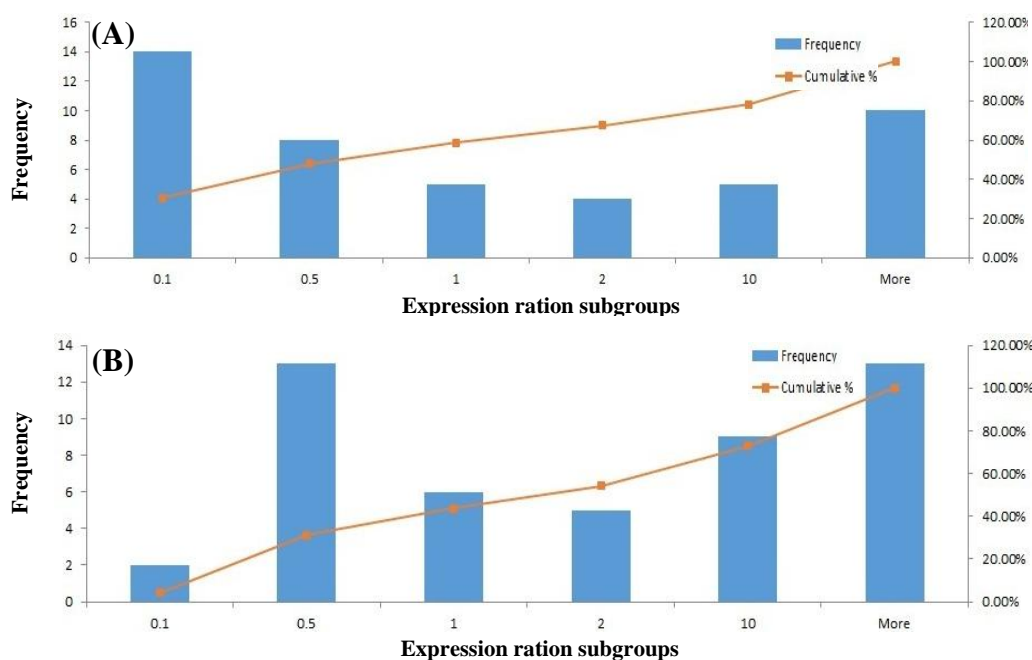 (A)
Frequency
16
14
12
10
8
6
4
2
0
120.00%
100.00%
80.00%
60.00%
40.00%
20.00%
0.00%
Frequency
Cumulative %
0.1 0.5 1 2 10 More
Expression ration subgroups
(B)
Frequency
14
12
10
8
6
4
2
0
120.00%
100.00%
80.00%
60.00%
40.00%
20.00%
0.00%
Frequency
Cumulative %
0.1 0.5 1 2 10 More
Expression ration subgroups